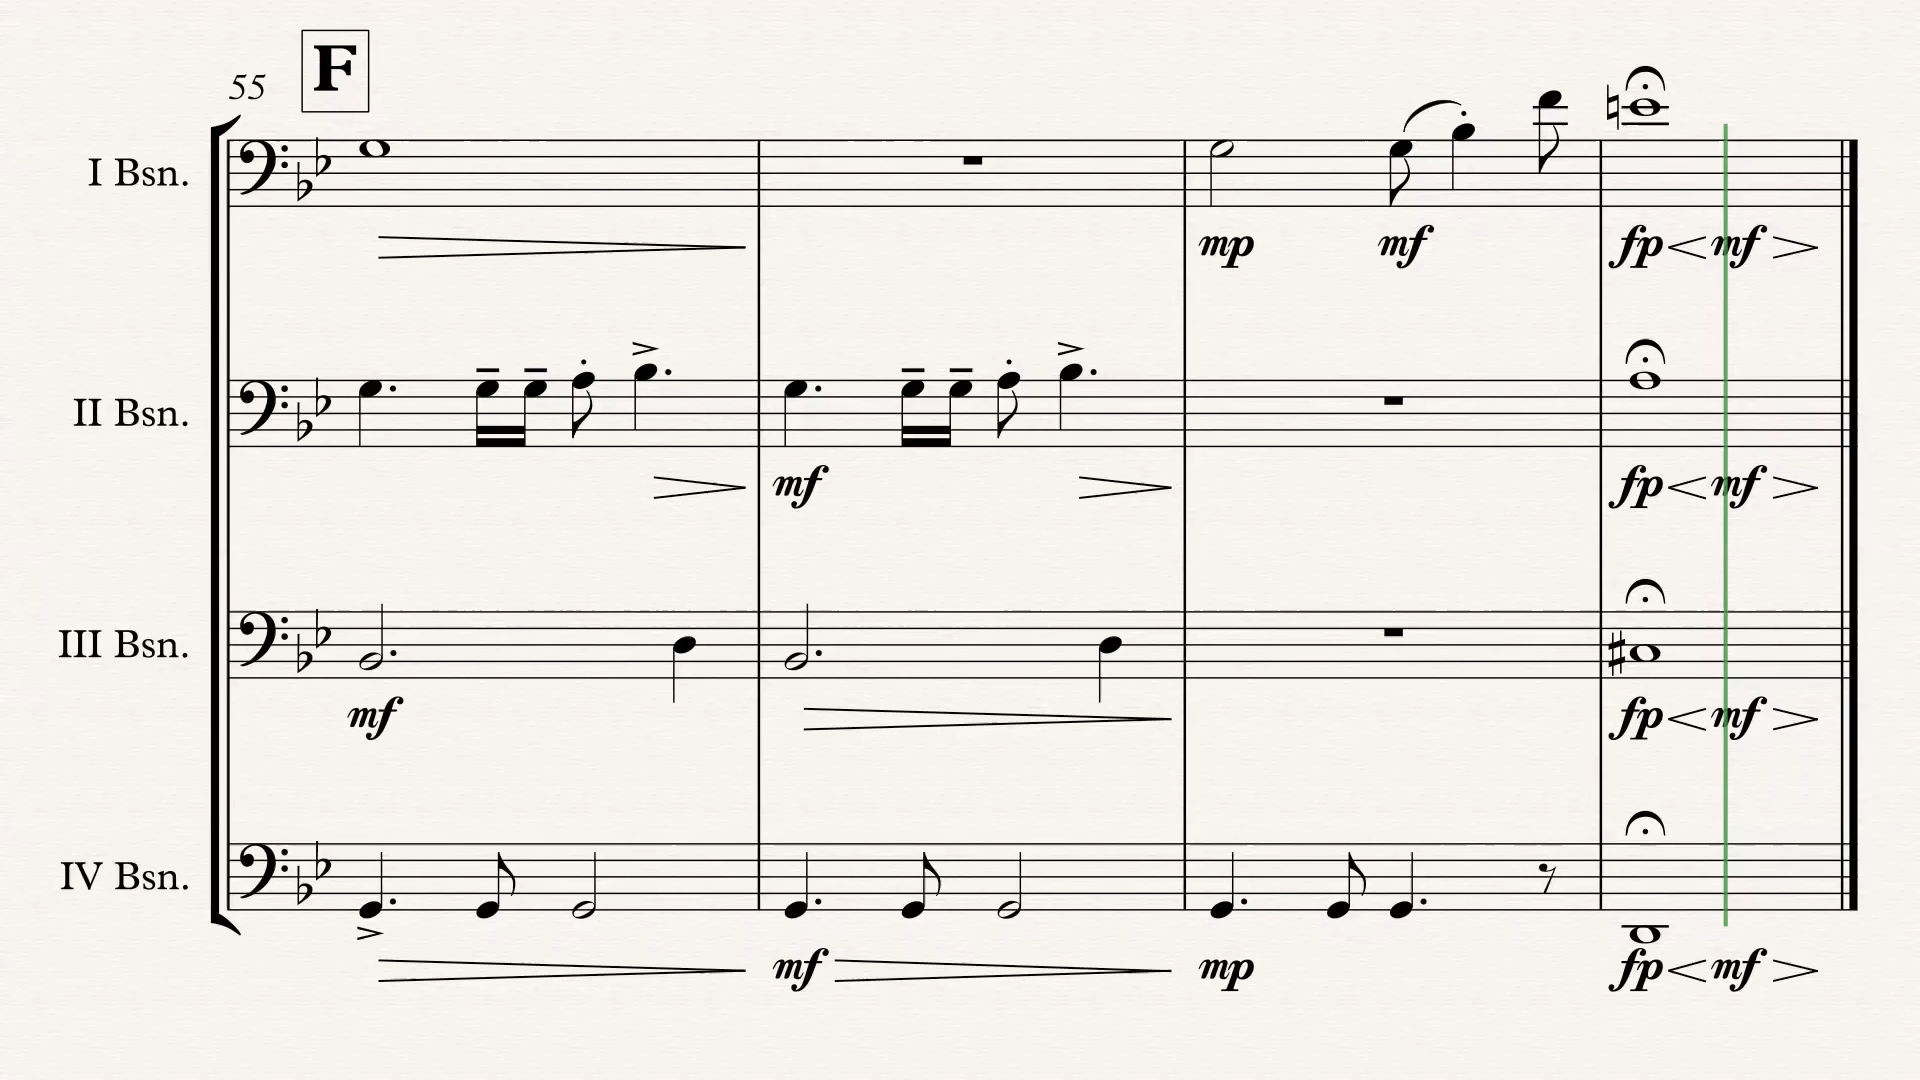 F
55
I Bsn.
mp mf fp mf
II Bsn.
mf fp mf
III Bsn.
mf fp mf
IV Bsn.
mf mp fp mf